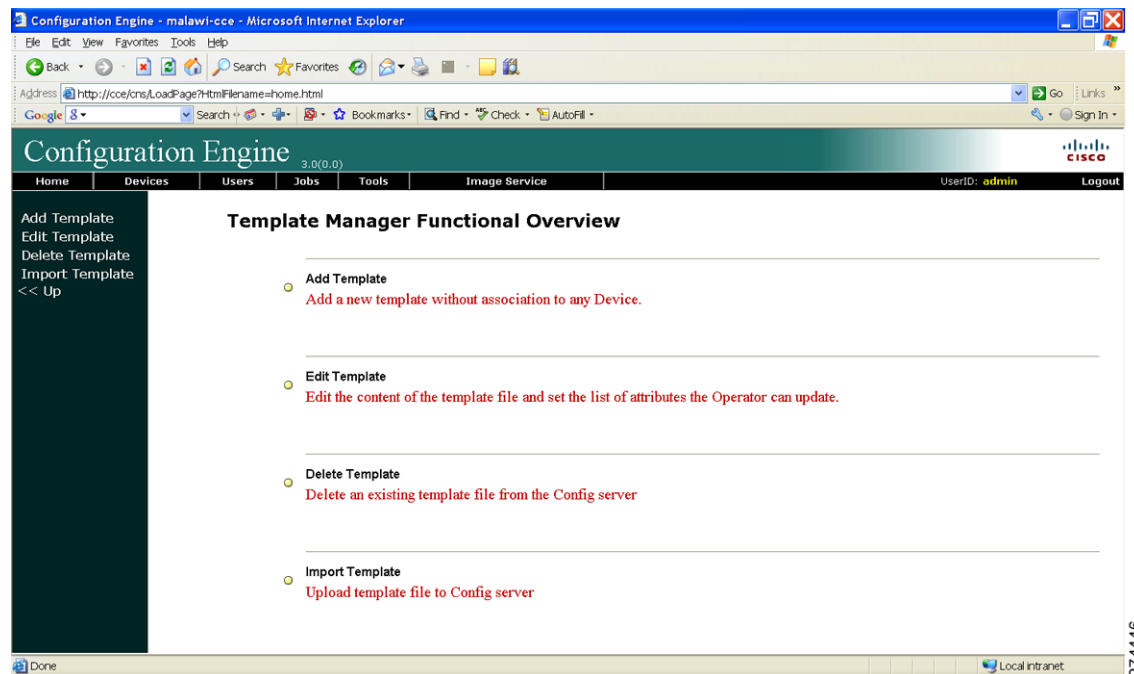 Configuration Engine - malawi-cce - Microsoft Internet Explorer
File Edit View Favorites Tools Help
Back Search Favorites
Address http://cce/cns/LoadPage?HtmlFilename=home.html Go Links »
Google Search Bookmarks Find Check AutoFill Sign In
Configuration Engine 3.0(0.0)
CISCO
Home Devices Users Jobs Tools Image Service UserID: admin Logout
Add Template
Edit Template
Delete Template
Import Template
<< Up
Template Manager Functional Overview
Add Template
Add a new template without association to any Device.
Edit Template
Edit the content of the template file and set the list of attributes the Operator can update.
Delete Template
Delete an existing template file from the Config server
Import Template
Upload template file to Config server
Done Local intranet